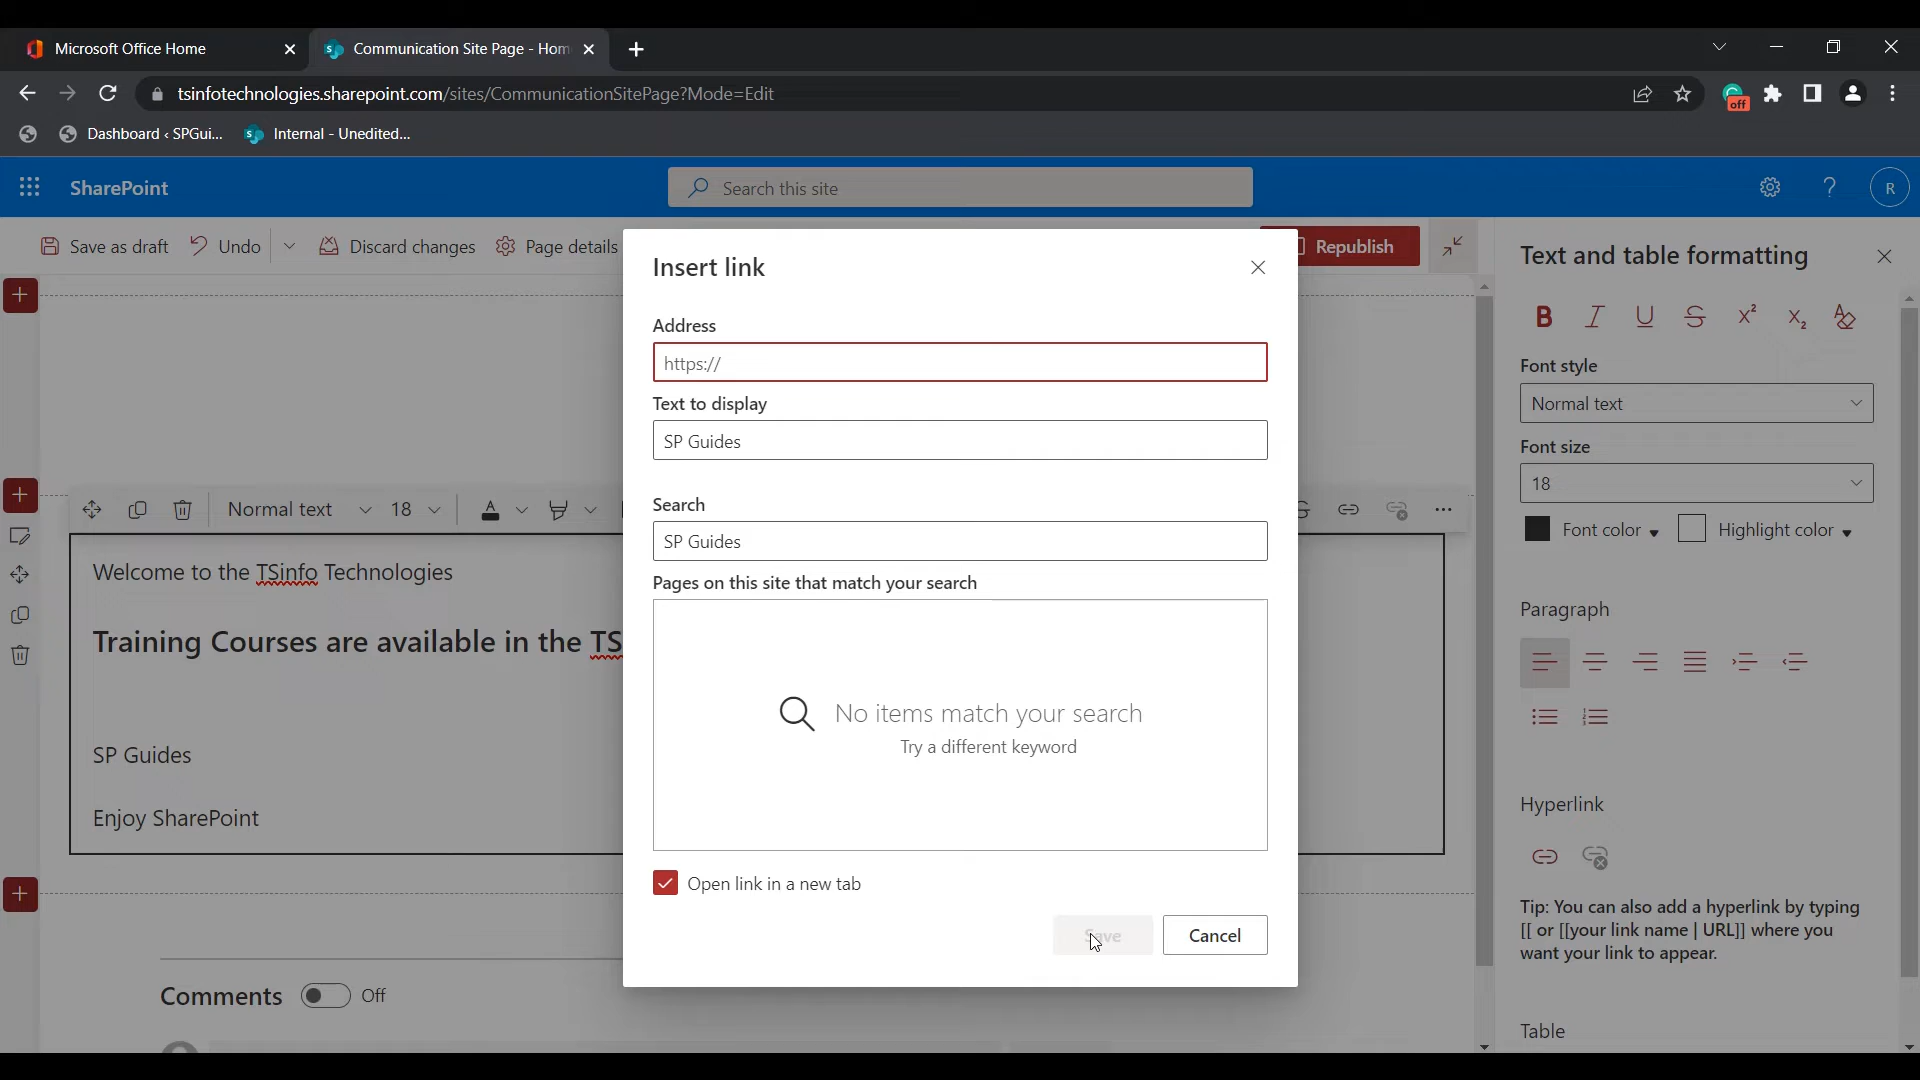 Microsoft Office Home
Communication Site Page - Hom
tsinfotechnologies.sharepoint.com/sites/CommunicationSitePage?Mode=Edit
off
Dashboard ‹ SPGui...
Internal - Unedited...
SharePoint
Search this site
R
Save as draft
Undo
Discard changes
Page details
Republish
Insert link
Address
https://
Text to display
SP Guides
Search
SP Guides
Pages on this site that match your search
No items match your search
Try a different keyword
Open link in a new tab
Save
Cancel
Normal text
18
Welcome to the TSinfo Technologies
Training Courses are available in the TS
SP Guides
Enjoy SharePoint
Comments
Off
Text and table formatting
Font style
Normal text
Font size
18
Font color
Highlight color
Paragraph
Hyperlink
Tip: You can also add a hyperlink by typing
[[ or [[your link name | URL]] where you
want your link to appear.
Table